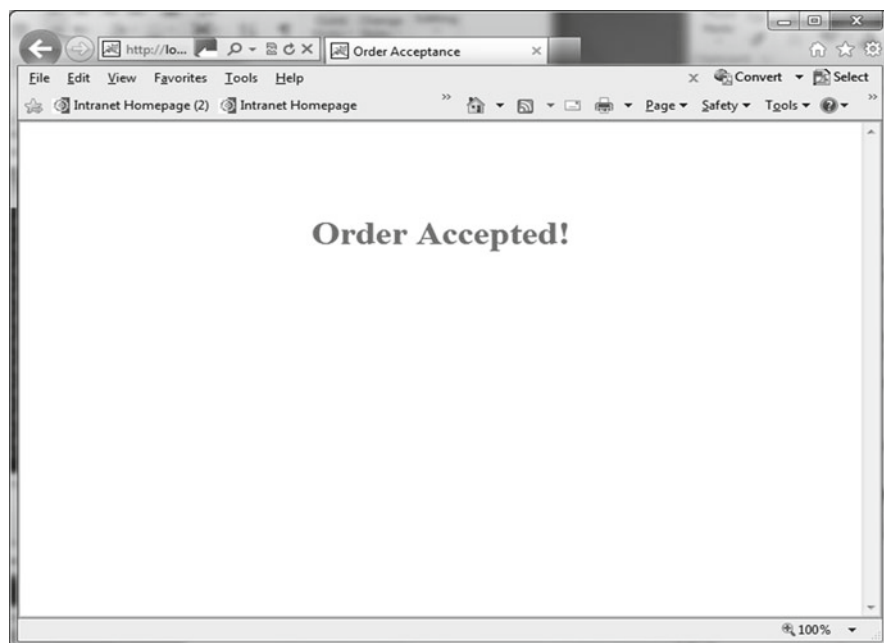 http://lo...
Order Acceptance
File Edit View Favorites Tools Help
Convert Select
Intranet Homepage (2) Intranet Homepage
Page Safety Tools
Order Accepted!
100%